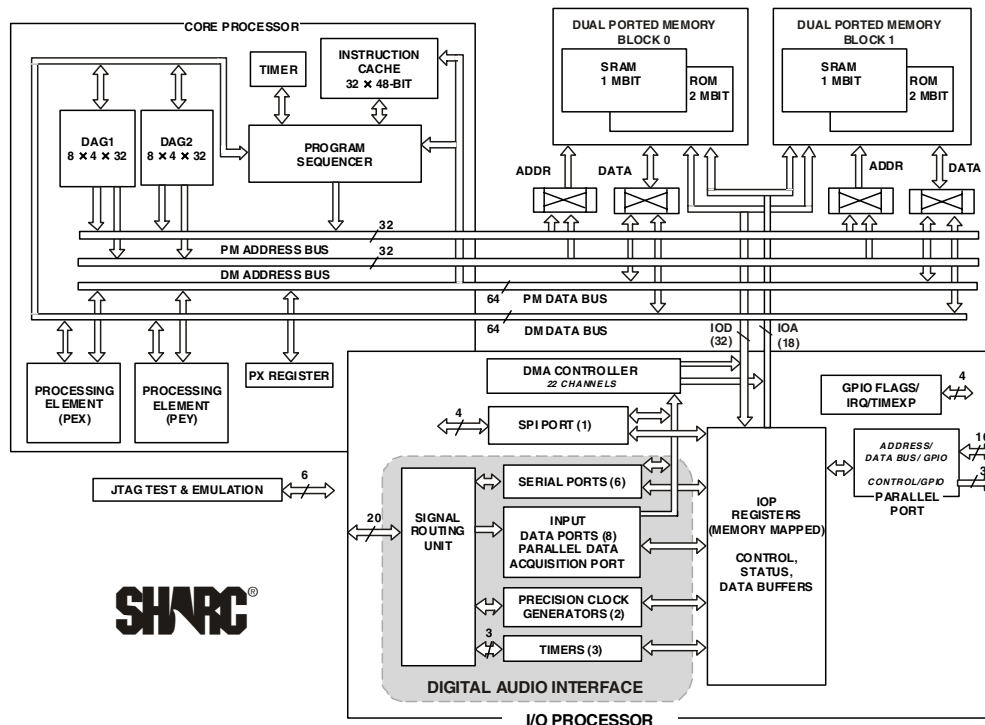 CORE PROCESSOR
TIMER
INSTRUCTION
CACHE
32 × 48-BIT
DAG1
8 × 4 × 32
DAG2
8 × 4 × 32
PROGRAM
SEQUENCER
DUAL PORTED MEMORY
BLOCK 0
SRAM
1 MBIT
ROM
2 MBIT
DUAL PORTED MEMORY
BLOCK 1
SRAM
1 MBIT
ROM
2 MBIT
ADDR
DATA
ADDR
DATA
32
PM ADDRESS BUS
32
DM ADDRESS BUS
64
PM DATA BUS
64
DM DATA BUS
IOD
(32)
IOA
(18)
PROCESSING
ELEMENT
(PEX)
PROCESSING
ELEMENT
(PEY)
PX REGISTER
DMA CONTROLLER
22 CHANNELS
GPIO FLAGS/
IRQ/TIMEXP
4
4
SPI PORT (1)
JTAG TEST & EMULATION
6
20
SIGNAL
ROUTING
UNIT
SERIAL PORTS (6)
INPUT
DATA PORTS (8)
PARALLEL DATA
ACQUISITION PORT
PRECISION CLOCK
GENERATORS (2)
3
TIMERS (3)
DIGITAL AUDIO INTERFACE
IOP
REGISTERS
(MEMORY MAPPED)
CONTROL,
STATUS,
DATA BUFFERS
ADDRESS/
DATA BUS/ GPIO
CONTROL/GPIO
PARALLEL
PORT
16
3
SHARC®
I/O PROCESSOR